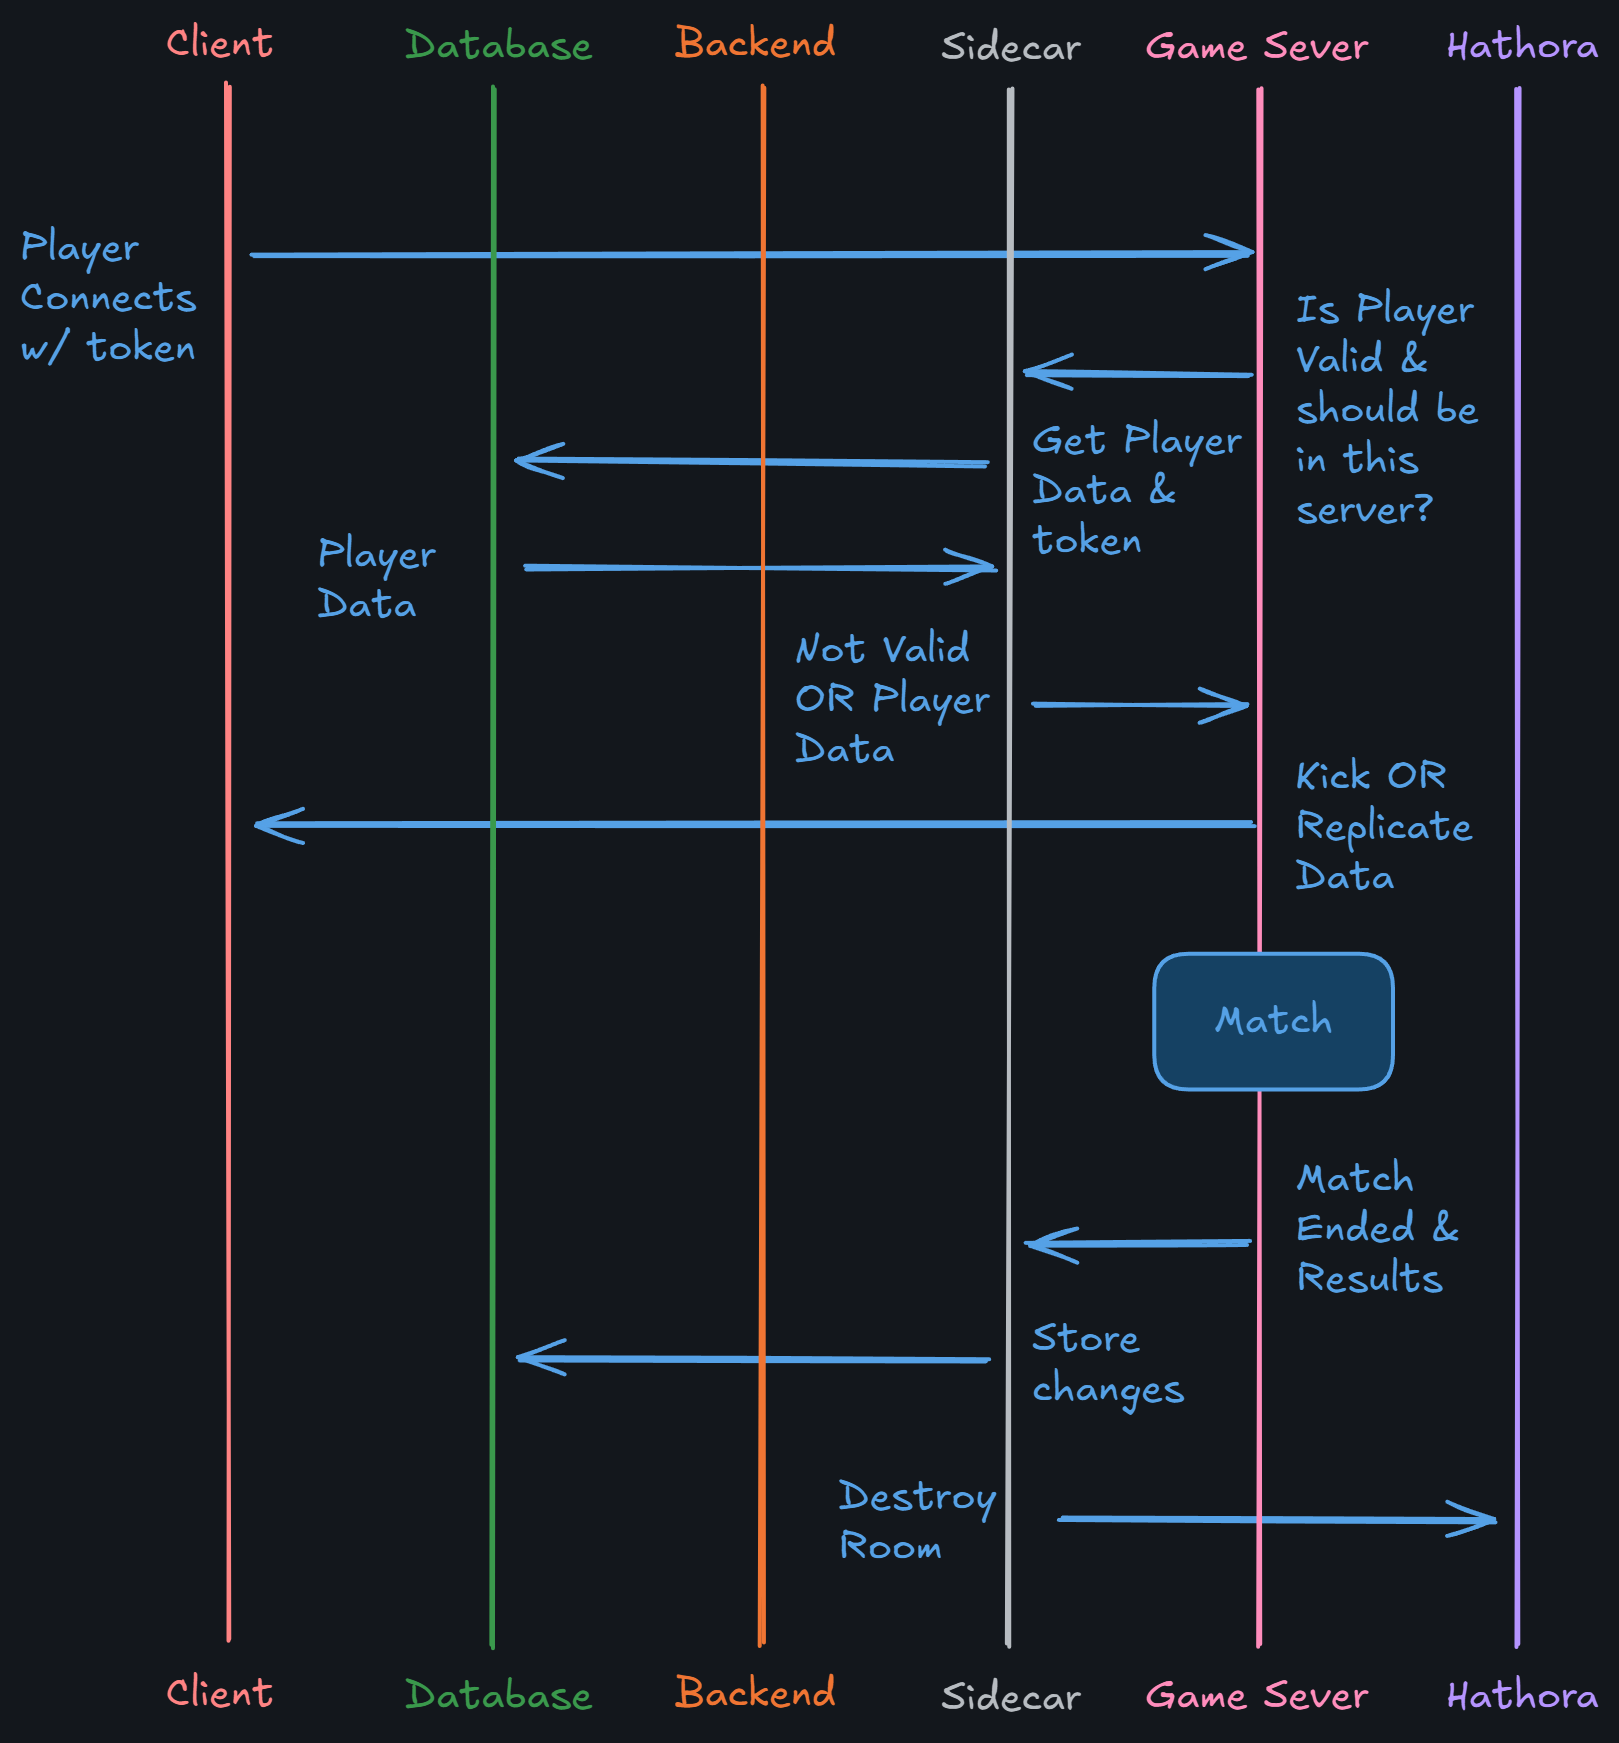 Client
Database
Backend
Sidecar
Game Sever
Hathora
Player
Connects
w/ token
Is Player
Valid &
should be
in this
server?
Get Player
Data &
token
Player
Data
Not Valid
OR Player
Data
Kick OR
Replicate
Data
Match
Match
Ended &
Results
Store
changes
Destroy
Room
Client
Database
Backend
Sidecar
Game Sever
Hathora